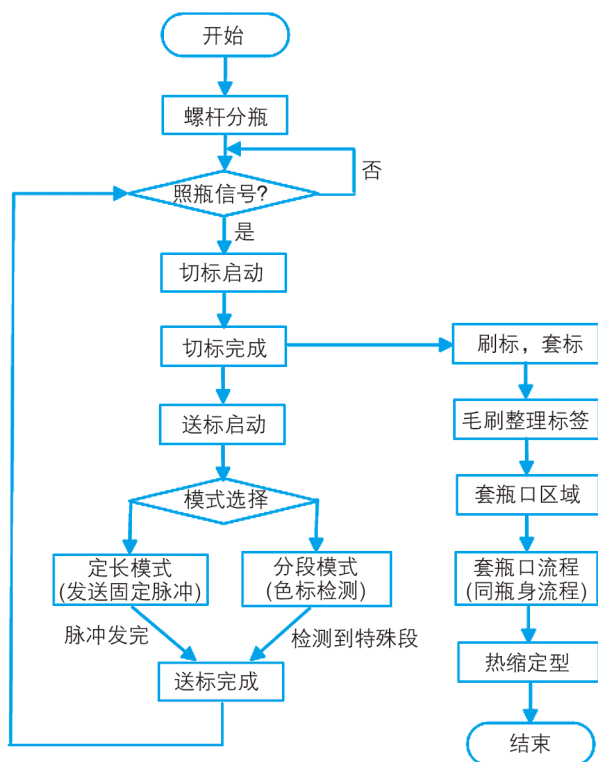 开始
螺杆分瓶
照瓶信号?
否
是
切标启动
切标完成
送标启动
模式选择
定长模式
(发送固定脉冲)
分段模式
(色标检测)
脉冲发完
检测到特殊段
送标完成
刷标，套标
毛刷整理标签
套瓶口区域
套瓶口流程
(同瓶身流程)
热缩定型
结束